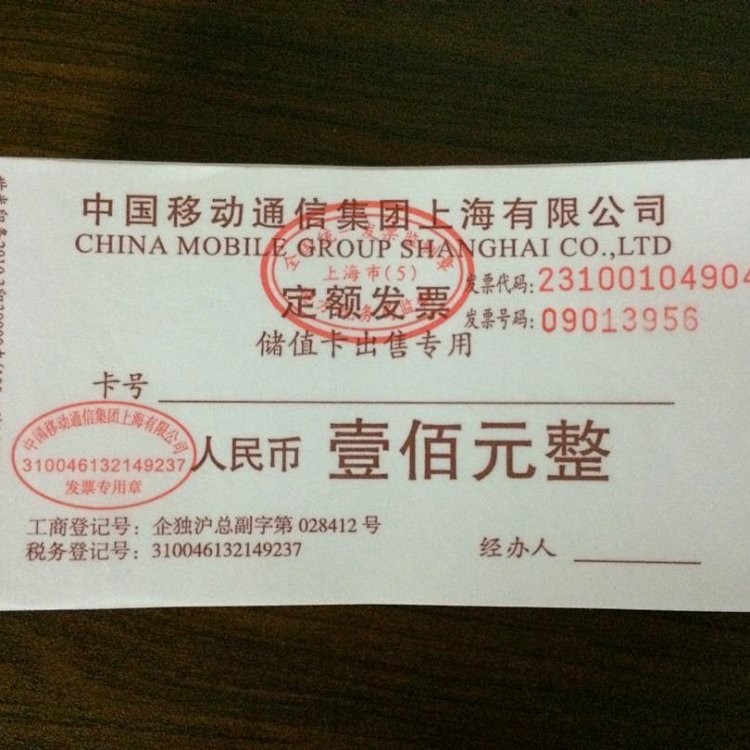 中国移动通信集团上海有限公司
CHINA MOBILE GROUP SHANGHAI CO.,LTD
上海市(5)
发票代码:23100104904
定额发票
发票号码:09013956
储值卡出售专用
卡号
中国移动通信集团上海有限公司
310046132149237
发票专用章
人民币 壹佰元整
工商登记号:企独沪总副字第 028412 号
税务登记号:310046132149237
经办人